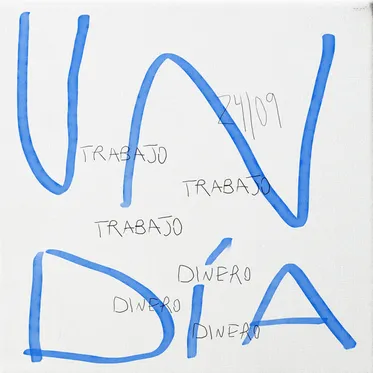 UN
24/09
TRABAJO
TRABAJO
TRABAJO
DÍA
DINERO
DINERO
DINERO